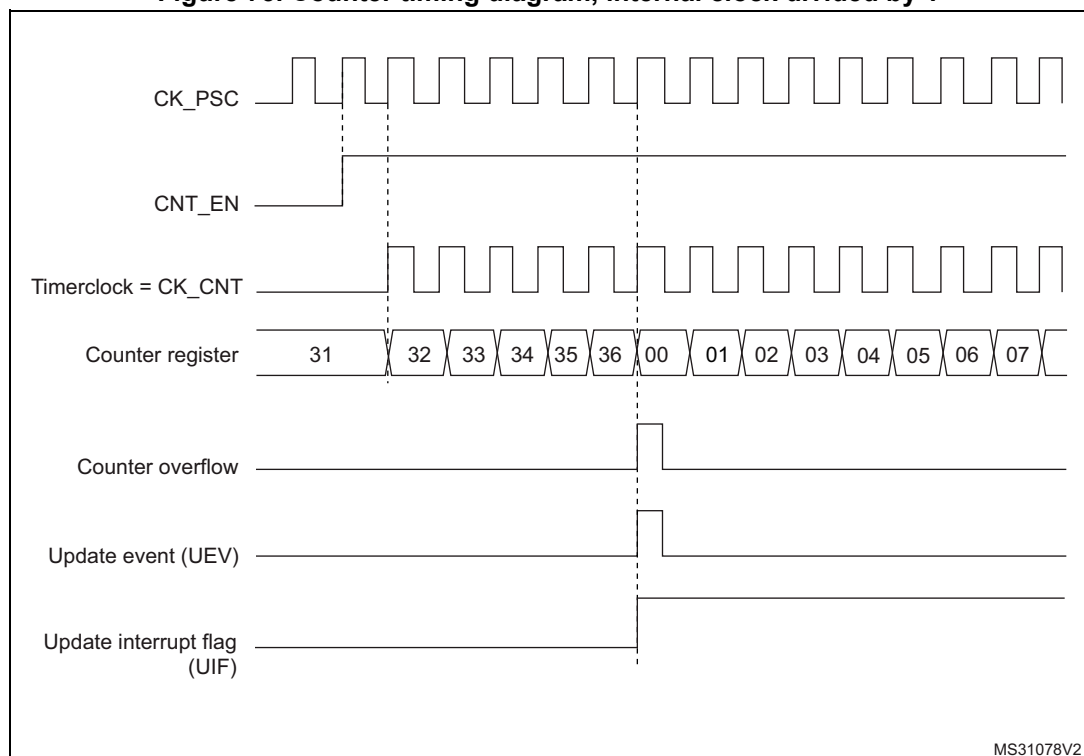 CK_PSC
CNT_EN
Timerclock = CK_CNT
Counter register 31 32 33 34 35 36 00 01 02 03 04 05 06 07
Counter overflow
Update event (UEV)
Update interrupt flag
(UIF)
MS31078V2